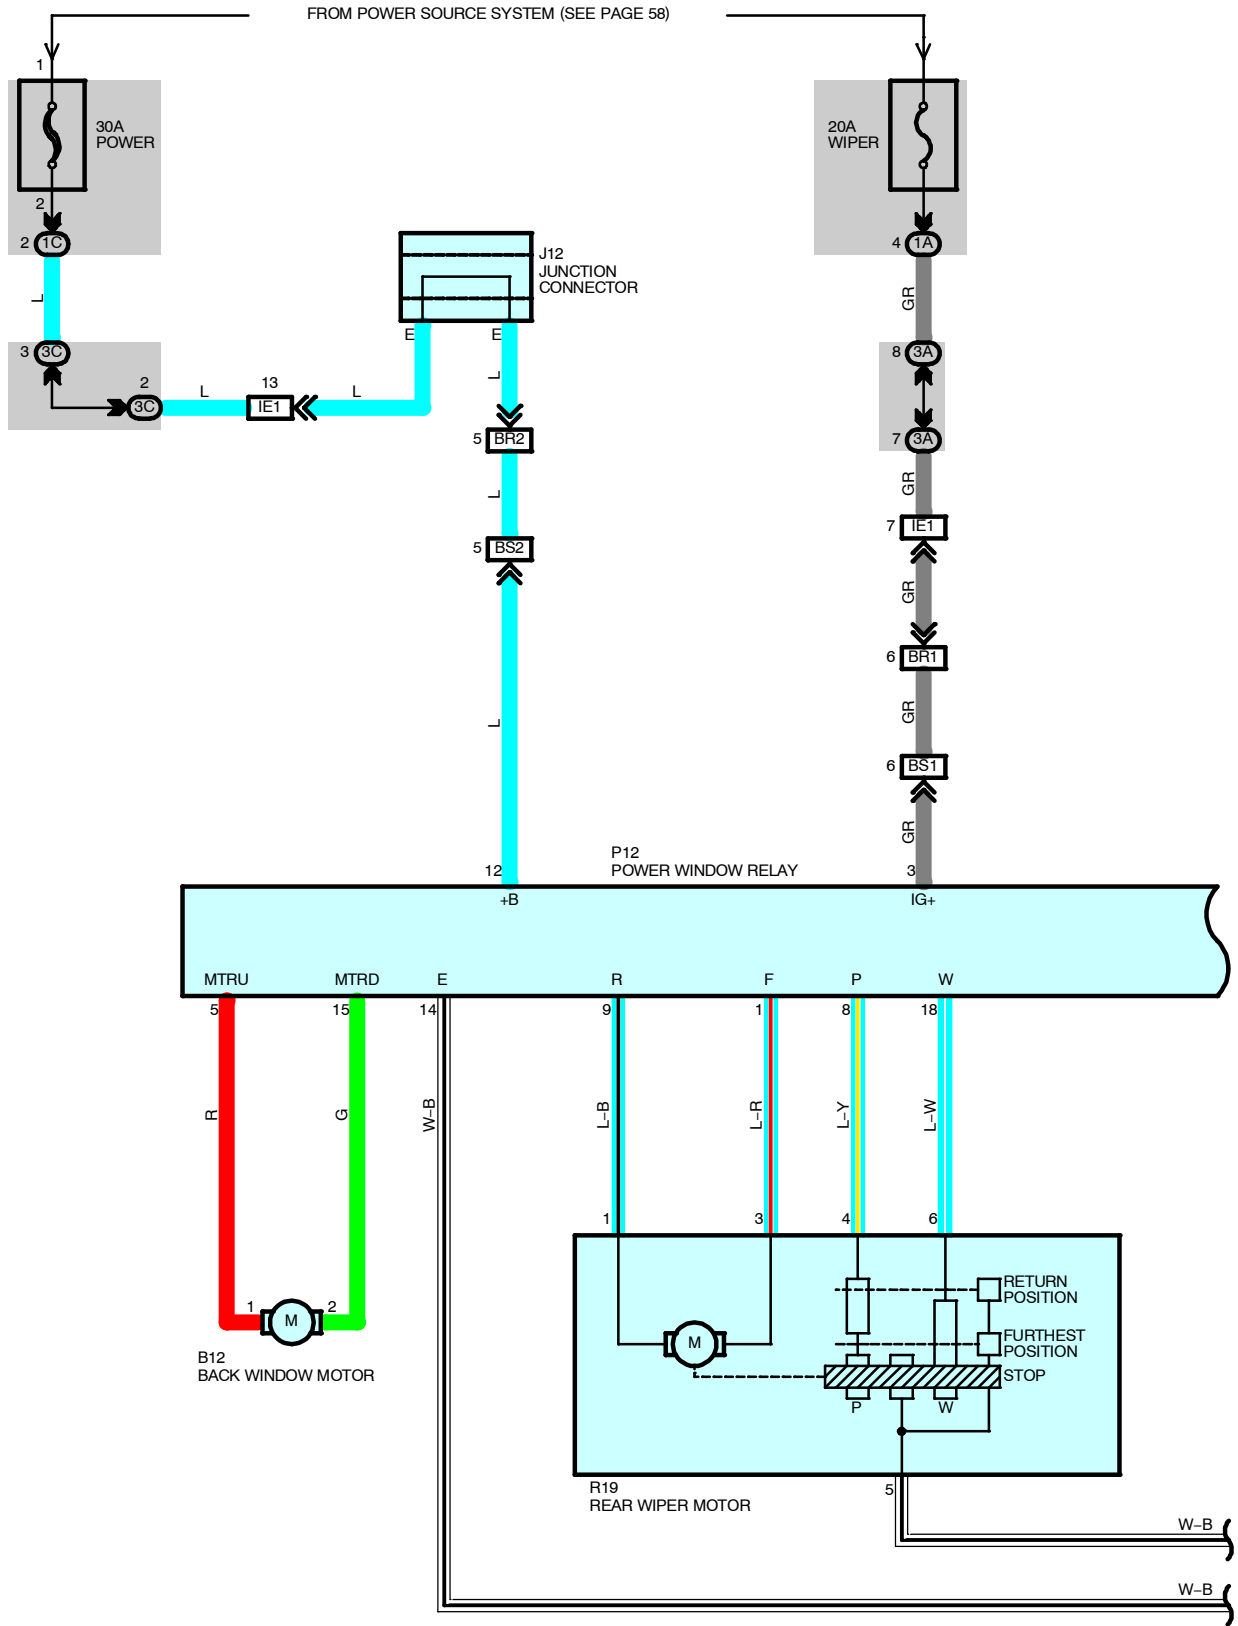 FROM POWER SOURCE SYSTEM (SEE PAGE 58)
1
30A
POWER
20A
WIPER
2
2 1C
4 1A
J12
JUNCTION
CONNECTOR
L
GR
E E
3 3C
8 3A
2
3C
L
13
IE1
L
L
5 BR2
7 3A
L
GR
7 IE1
5 BS2
GR
6 BR1
L
GR
6 BS1
GR
P12
POWER WINDOW RELAY
12
3
+B
IG+
MTRU MTRD E R F P W
5 15 14 9 1 8 18
R G W-B L-B L-R L-Y L-W
1 3 4 6
RETURN
POSITION
1 M 2
M
FURTHEST
POSITION
B12
BACK WINDOW MOTOR
STOP
P W
R19
REAR WIPER MOTOR
5
W-B
W-B